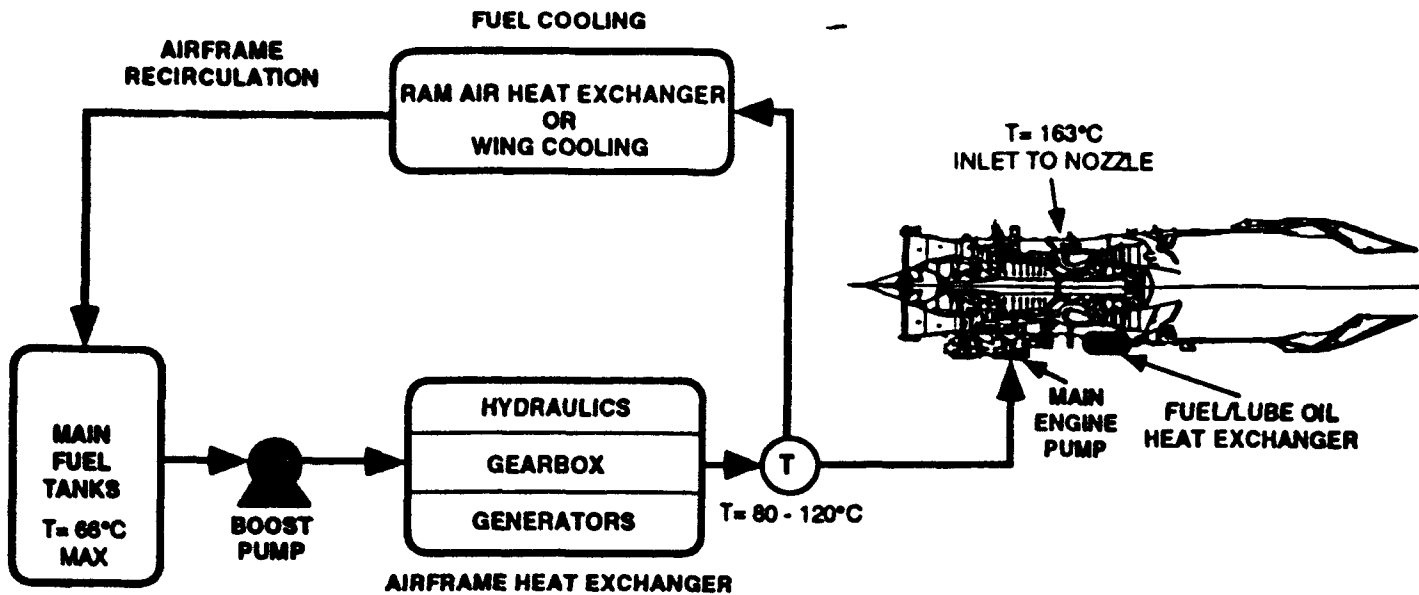 FUEL COOLING
AIRFRAME
RECIRCULATION
RAM AIR HEAT EXCHANGER
OR
WING COOLING
T= 163°C
INLET TO NOZZLE
MAIN
FUEL
TANKS
T= 66°C
MAX
BOOST
PUMP
HYDRAULICS
GEARBOX
GENERATORS
AIRFRAME HEAT EXCHANGER
T
T= 80 - 120°C
MAIN
ENGINE
PUMP
FUEL/LUBE OIL
HEAT EXCHANGER